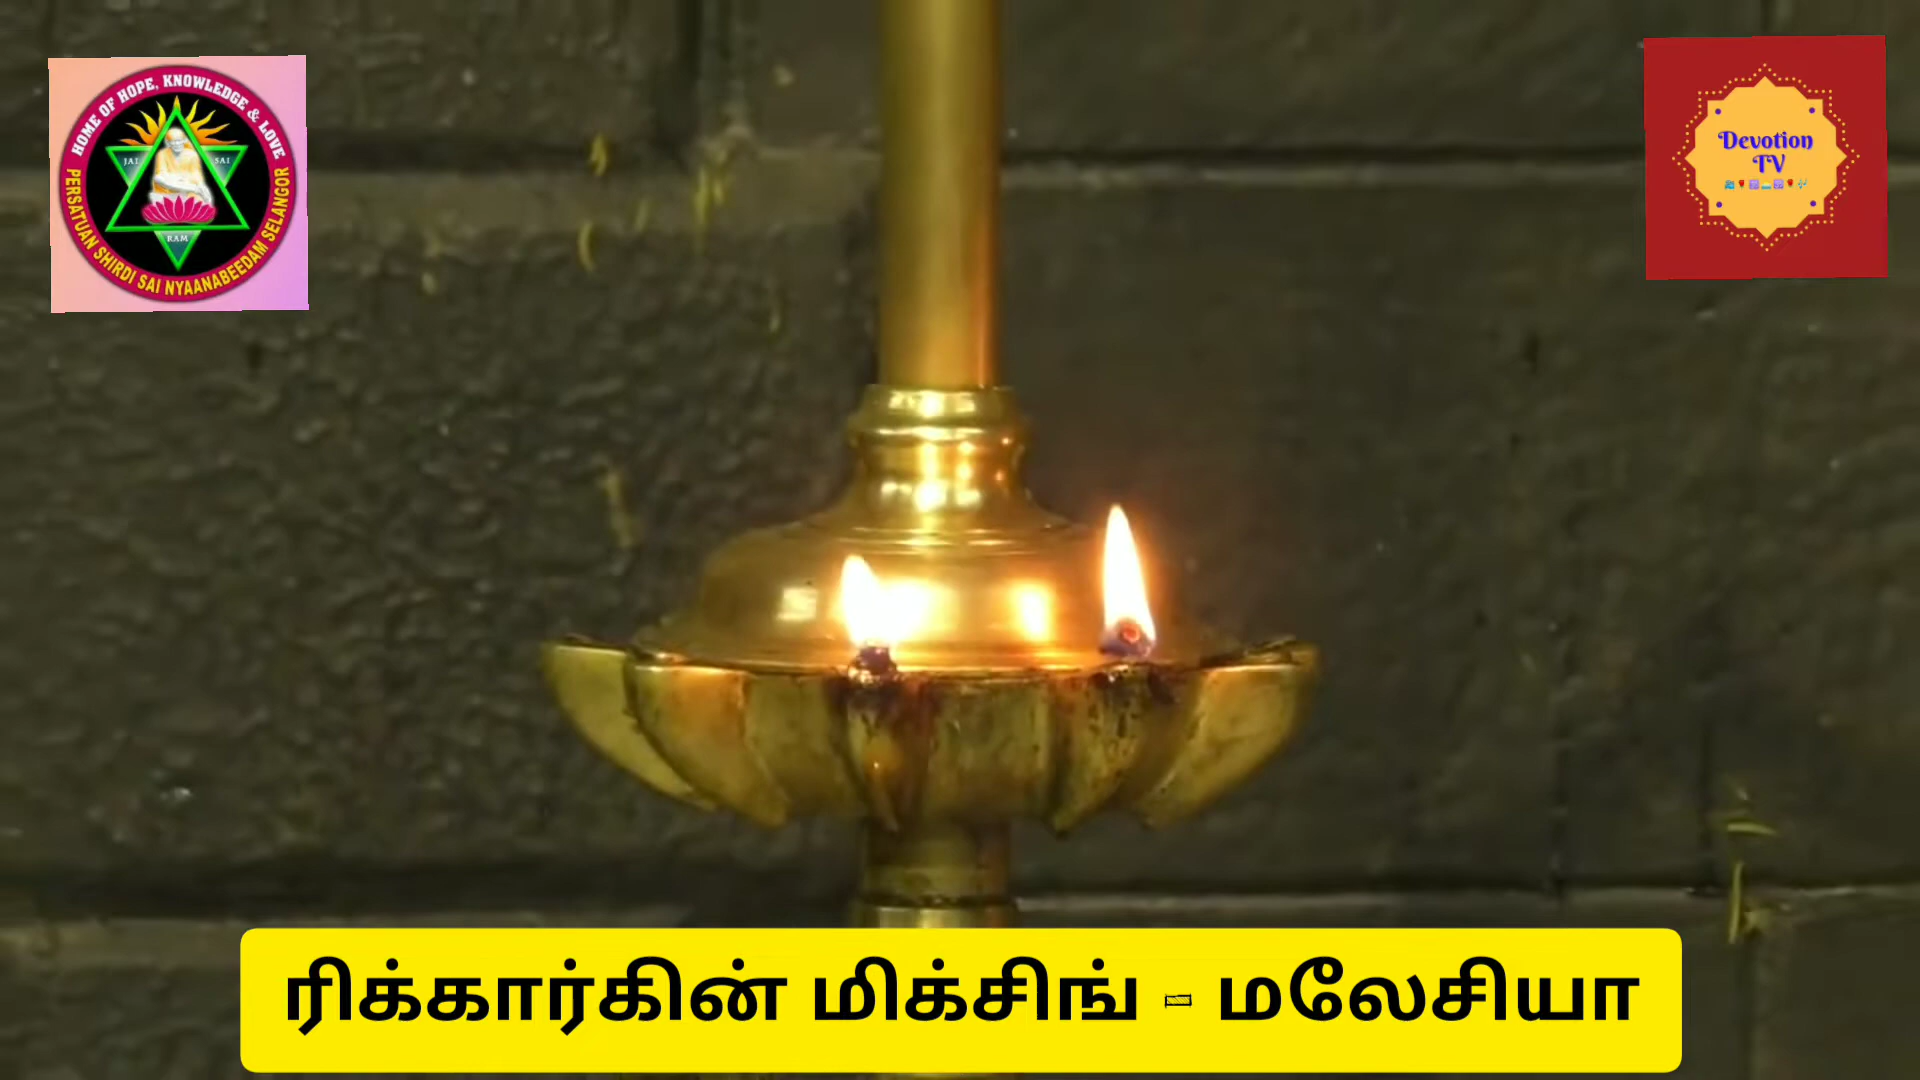 HOME OF HOPE, KNOWLEDGE & LOVE
JAI SAI
RAM
PERSATUAN SHIRDI SAI NYAANABEEDAM SELANGOR
Devotion
TV
ரிக்கார்கின் மிக்சிங் - மலேசியா